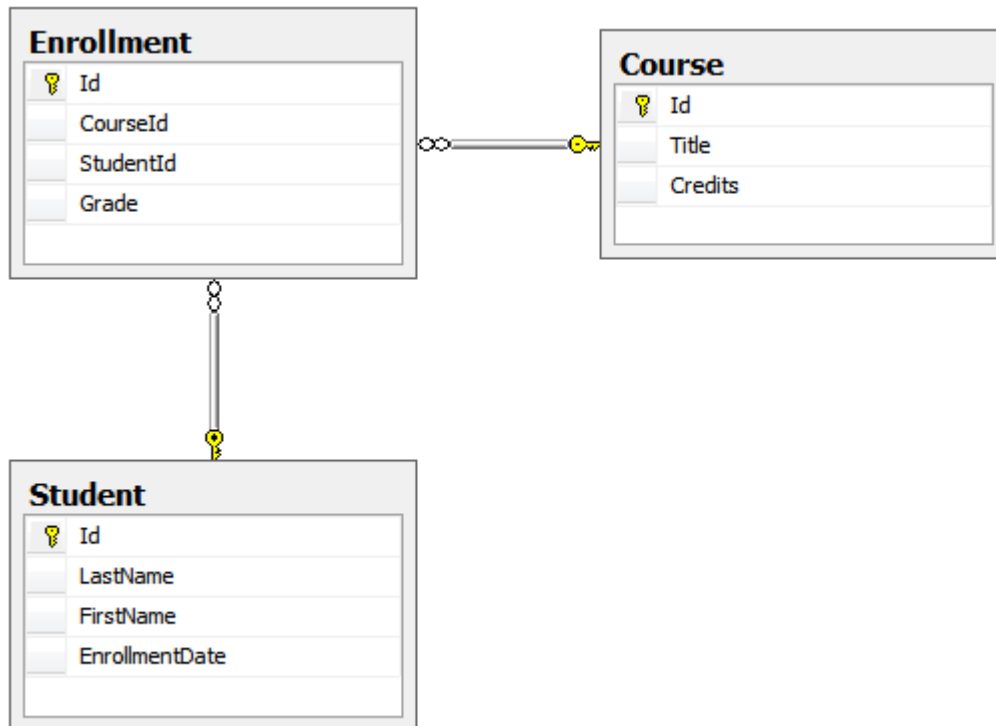 Enrollment
Id
CourseId
StudentId
Grade
Course
Id
Title
Credits
Student
Id
LastName
FirstName
EnrollmentDate